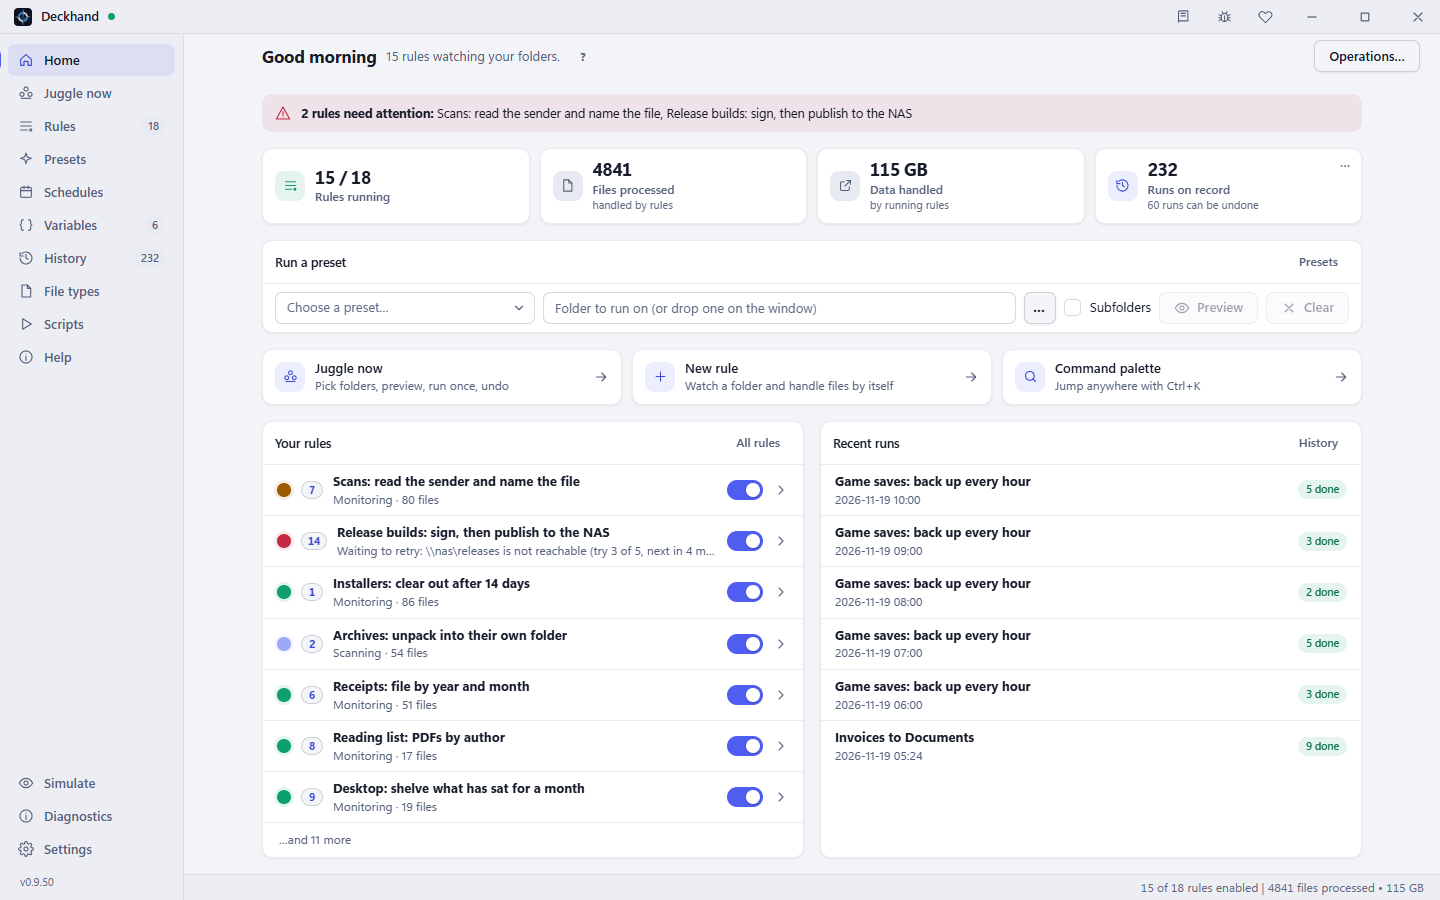 Deckhand
Home
Juggle now
Rules 18
Presets
Schedules
Variables 6
History 232
File types
Scripts
Help
Simulate
Diagnostics
Settings
v0.9.50
Good morning 15 rules watching your folders. ?
Operations...
2 rules need attention: Scans: read the sender and name the file, Release builds: sign, then publish to the NAS
15 / 18
Rules running
4841
Files processed
handled by rules
115 GB
Data handled
by running rules
232
Runs on record
60 runs can be undone
...
Run a preset
Presets
Choose a preset...
Folder to run on (or drop one on the window)
...
Subfolders
Preview
Clear
Juggle now
Pick folders, preview, run once, undo
New rule
Watch a folder and handle files by itself
Command palette
Jump anywhere with Ctrl+K
Your rules
All rules
7
Scans: read the sender and name the file
Monitoring · 80 files
14
Release builds: sign, then publish to the NAS
Waiting to retry: \\nas\releases is not reachable (try 3 of 5, next in 4 m...
1
Installers: clear out after 14 days
Monitoring · 86 files
2
Archives: unpack into their own folder
Scanning · 54 files
6
Receipts: file by year and month
Monitoring · 51 files
8
Reading list: PDFs by author
Monitoring · 17 files
9
Desktop: shelve what has sat for a month
Monitoring · 19 files
...and 11 more
Recent runs
History
Game saves: back up every hour
2026-11-19 10:00
5 done
Game saves: back up every hour
2026-11-19 09:00
3 done
Game saves: back up every hour
2026-11-19 08:00
2 done
Game saves: back up every hour
2026-11-19 07:00
5 done
Game saves: back up every hour
2026-11-19 06:00
3 done
Invoices to Documents
2026-11-19 05:24
9 done
15 of 18 rules enabled | 4841 files processed • 115 GB